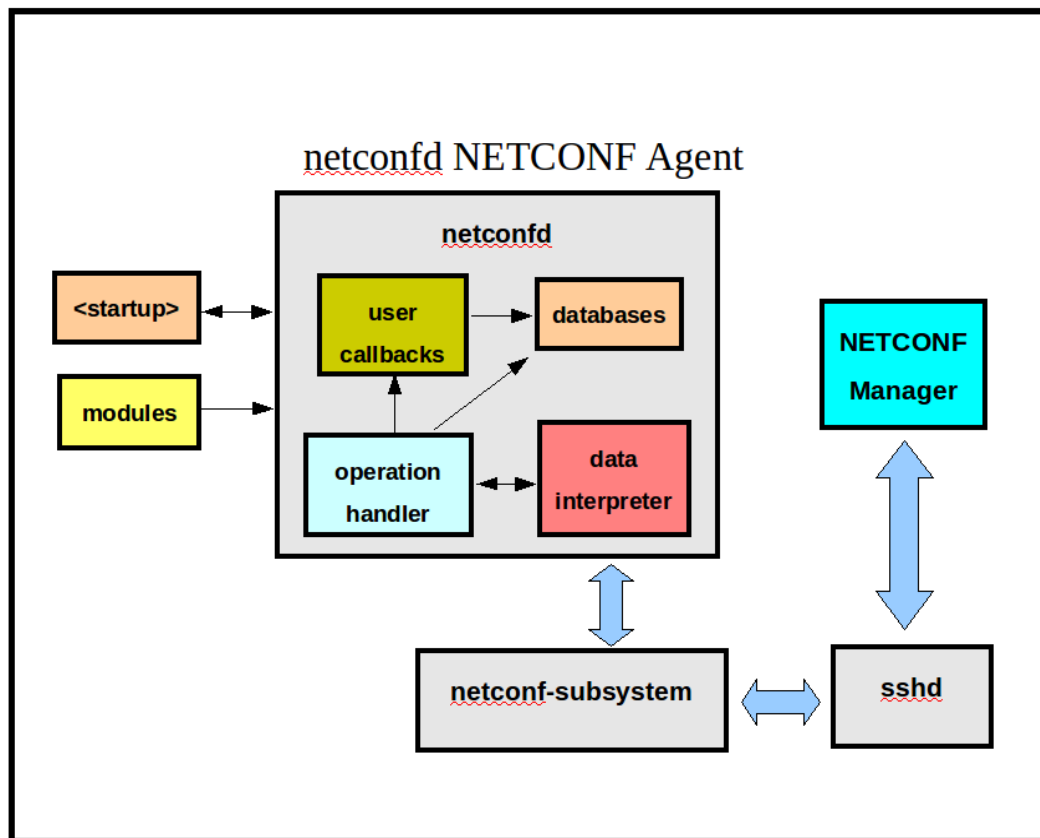 netconfd NETCONF Agent
netconfd
<startup>
user
callbacks
databases
modules
NETCONF
Manager
operation
handler
data
interpreter
netconf-subsystem
sshd